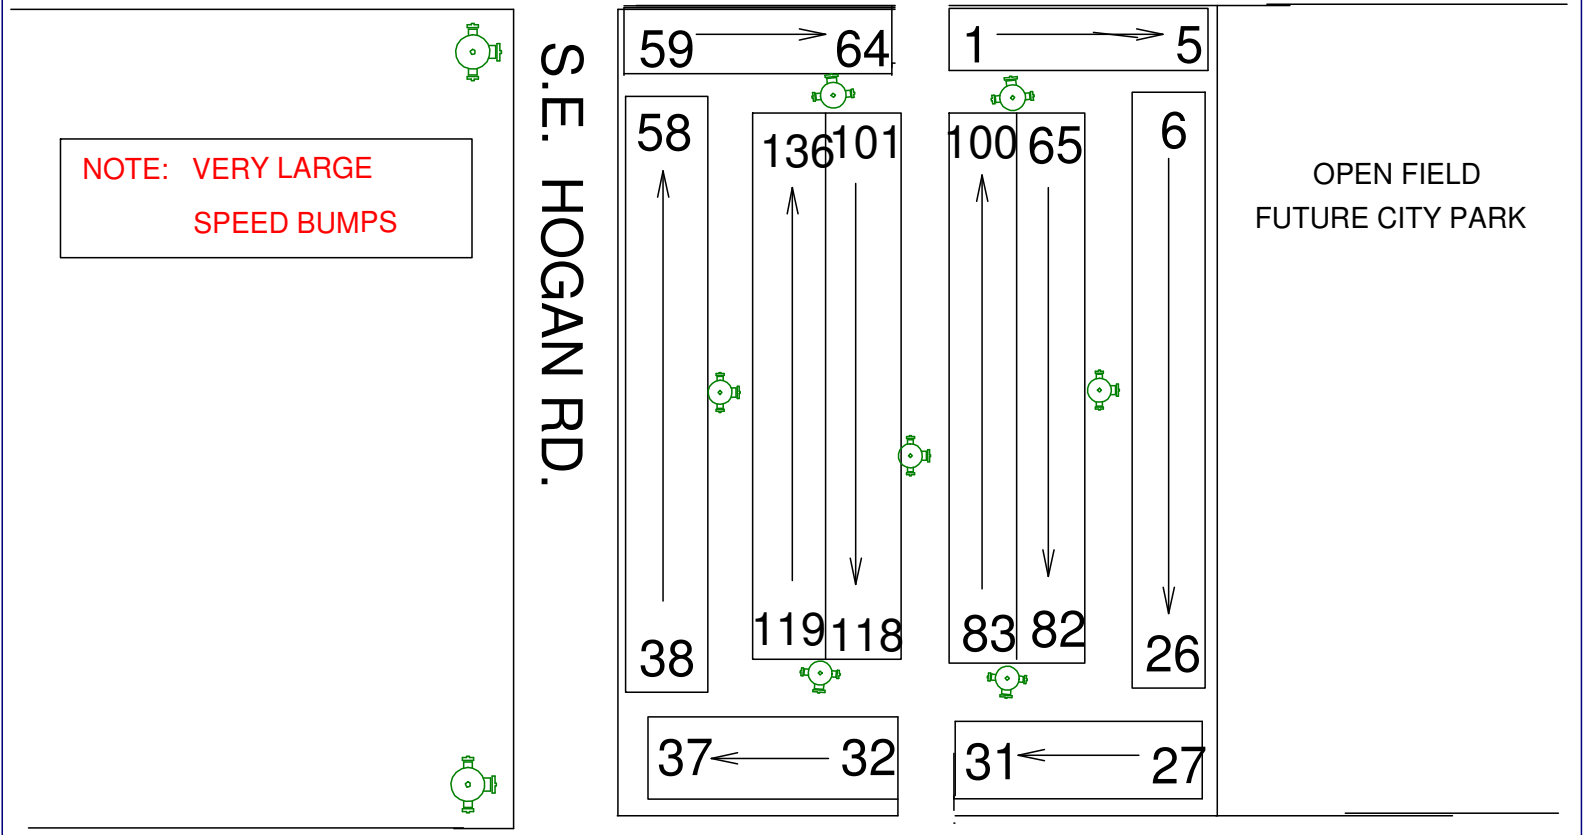 59 64 1 5
NOTE: VERY LARGE
SPEED BUMPS
S.E. HOGAN RD.
58 136 101 100 65 6
OPEN FIELD
FUTURE CITY PARK
38 119 118 83 82 26
37 32 31 27